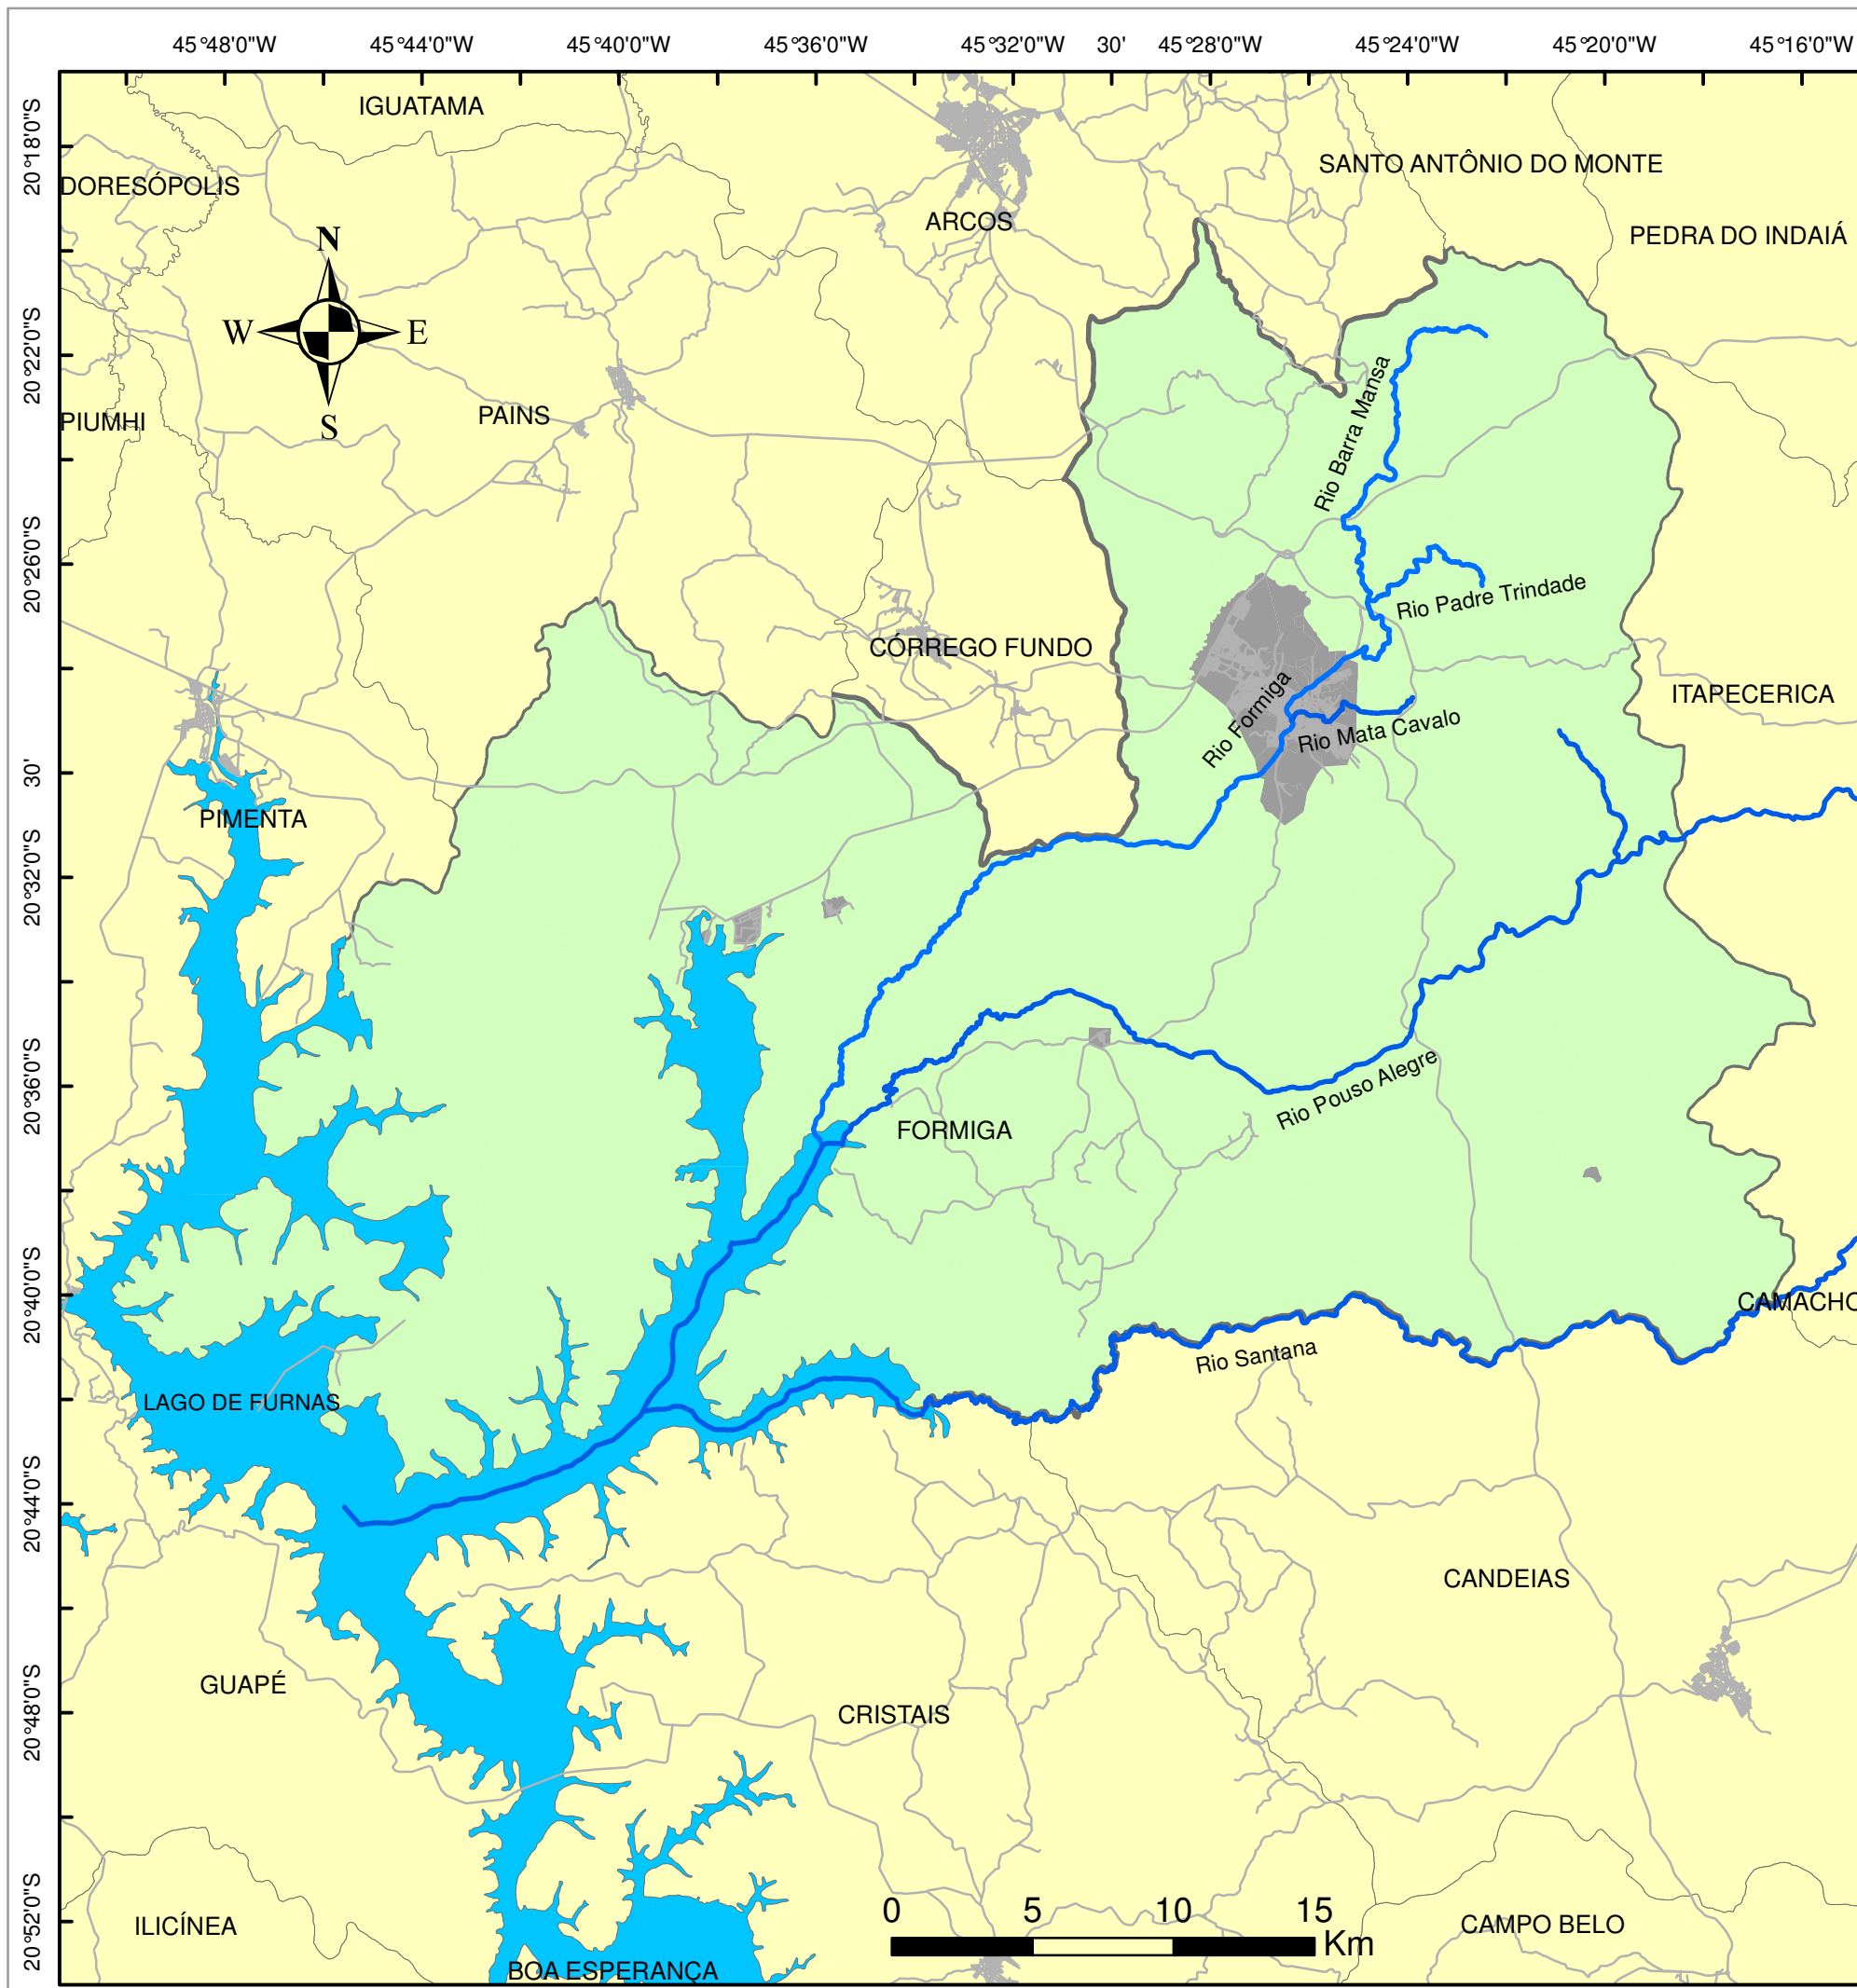 45°48'0"W 45°44'0"W 45°40'0"W 45°36'0"W 45°32'0"W 30' 45°28'0"W 45°24'0"W 45°20'0"W 45°16'0"W
20°18'0"S
20°22'0"S
20°26'0"S
30'
20°32'0"S
20°36'0"S
20°40'0"S
20°44'0"S
20°48'0"S
20°52'0"S
IGUATAMA
SANTO ANTÔNIO DO MONTE
DORESÓPOLIS
ARCOS
PEDRA DO INDAIÁ
N
W E
S
PIUMHI
PAINS
Rio Barra Mansa
Rio Padre Trindade
CÓRREGO FUNDO
ITAPECERICA
Rio Formiga
Rio Mata Cavalo
PIMENTA
Rio Pouso Alegre
FORMIGA
CAMACHO
Rio Santana
LAGO DE FURNAS
CANDEIAS
GUAPÉ
CRISTAIS
0 5 10 15
Km
ILICÍNEA
CAMPO BELO
BOA ESPERANÇA